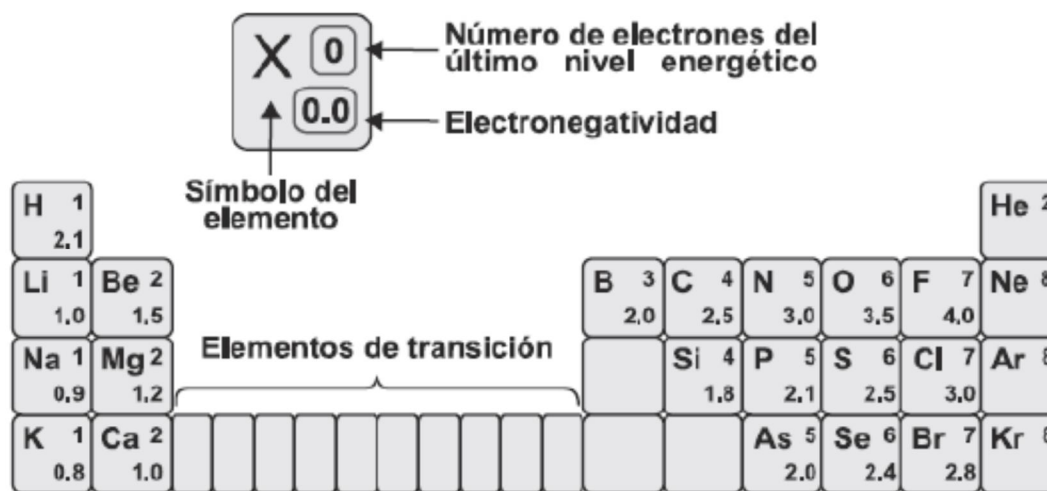 X 0
0.0
Número de electrones del
último nivel energético
Electronegatividad
Símbolo del
elemento
H 1
2.1
He 2
Li 1 Be 2 B 3 C 4 N 5 O 6 F 7 Ne 8
1.0 1.5 2.0 2.5 3.0 3.5 4.0
Elementos de transición
Na 1 Mg 2 Si 4 P 5 S 6 Cl 7 Ar 8
0.9 1.2 1.8 2.1 2.5 3.0
K 1 Ca 2 As 5 Se 6 Br 7 Kr
0.8 1.0 2.0 2.4 2.8